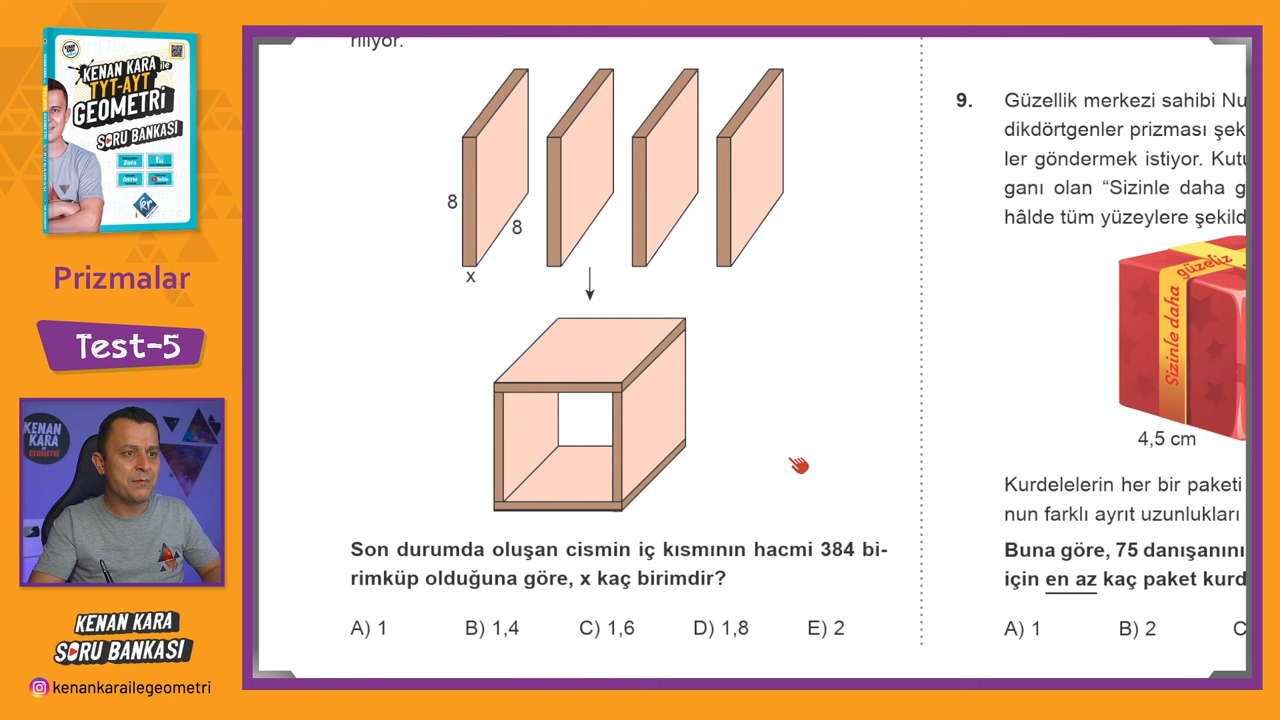 KENAN KARA ile
TYT-AYT
GEOMETRİ
SORU BANKASI
Prizmalar
Test-5
KENAN
KARA
GEOMETRİ
KENAN KARA
SORU BANKASI
kenankarailegeometri
riliyor.
8
8
x
Son durumda oluşan cismin iç kısmının hacmi 384 bi-
rimküp olduğuna göre, x kaç birimdir?
A) 1 B) 1,4 C) 1,6 D) 1,8 E) 2
9. Güzellik merkezi sahibi Nu
dikdörtgenler prizması şek
ler göndermek istiyor. Kutu
ganı olan “Sizinle daha g
hâlde tüm yüzeylere şekild
güzeliz
Sizinle daha
4,5 cm
Kurdelelerin her bir paketi
nun farklı ayrıt uzunlukları
Buna göre, 75 danışanını
için en az kaç paket kurd
A) 1 B) 2 C